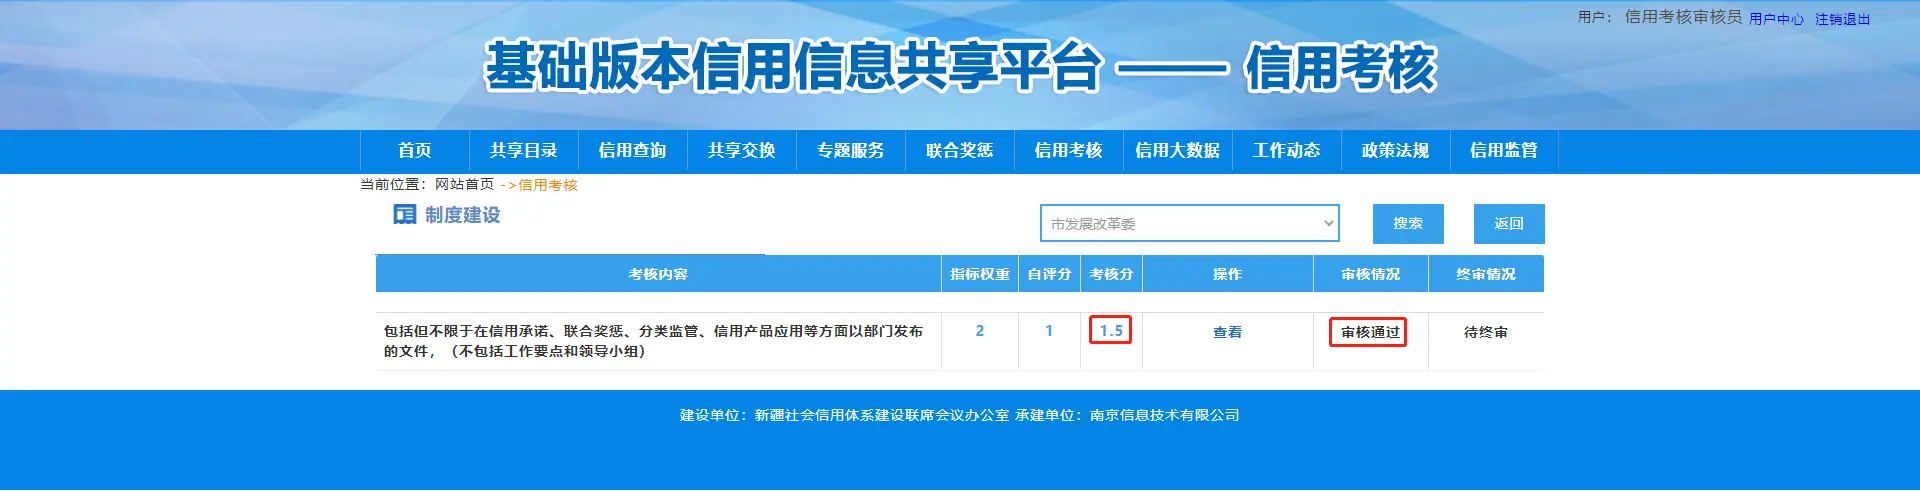 用户： 信用考核审核员 用户中心 注销退出
基础版本信用信息共享平台 —— 信用考核
首页 共享目录 信用查询 共享交换 专题服务 联合奖惩 信用考核 信用大数据 工作动态 政策法规 信用监管
当前位置：网站首页 ->信用考核
制度建设
市发展改革委 搜索 返回
考核内容 指标权重 自评分 考核分 操作 审核情况 终审情况
包括但不限于在信用承诺、联合奖惩、分类监管、信用产品应用等方面以部门发布 2 1 1.5 查看 审核通过 待终审
的文件，（不包括工作要点和领导小组）
建设单位：新疆社会信用体系建设联席会议办公室 承建单位：南京信息技术有限公司